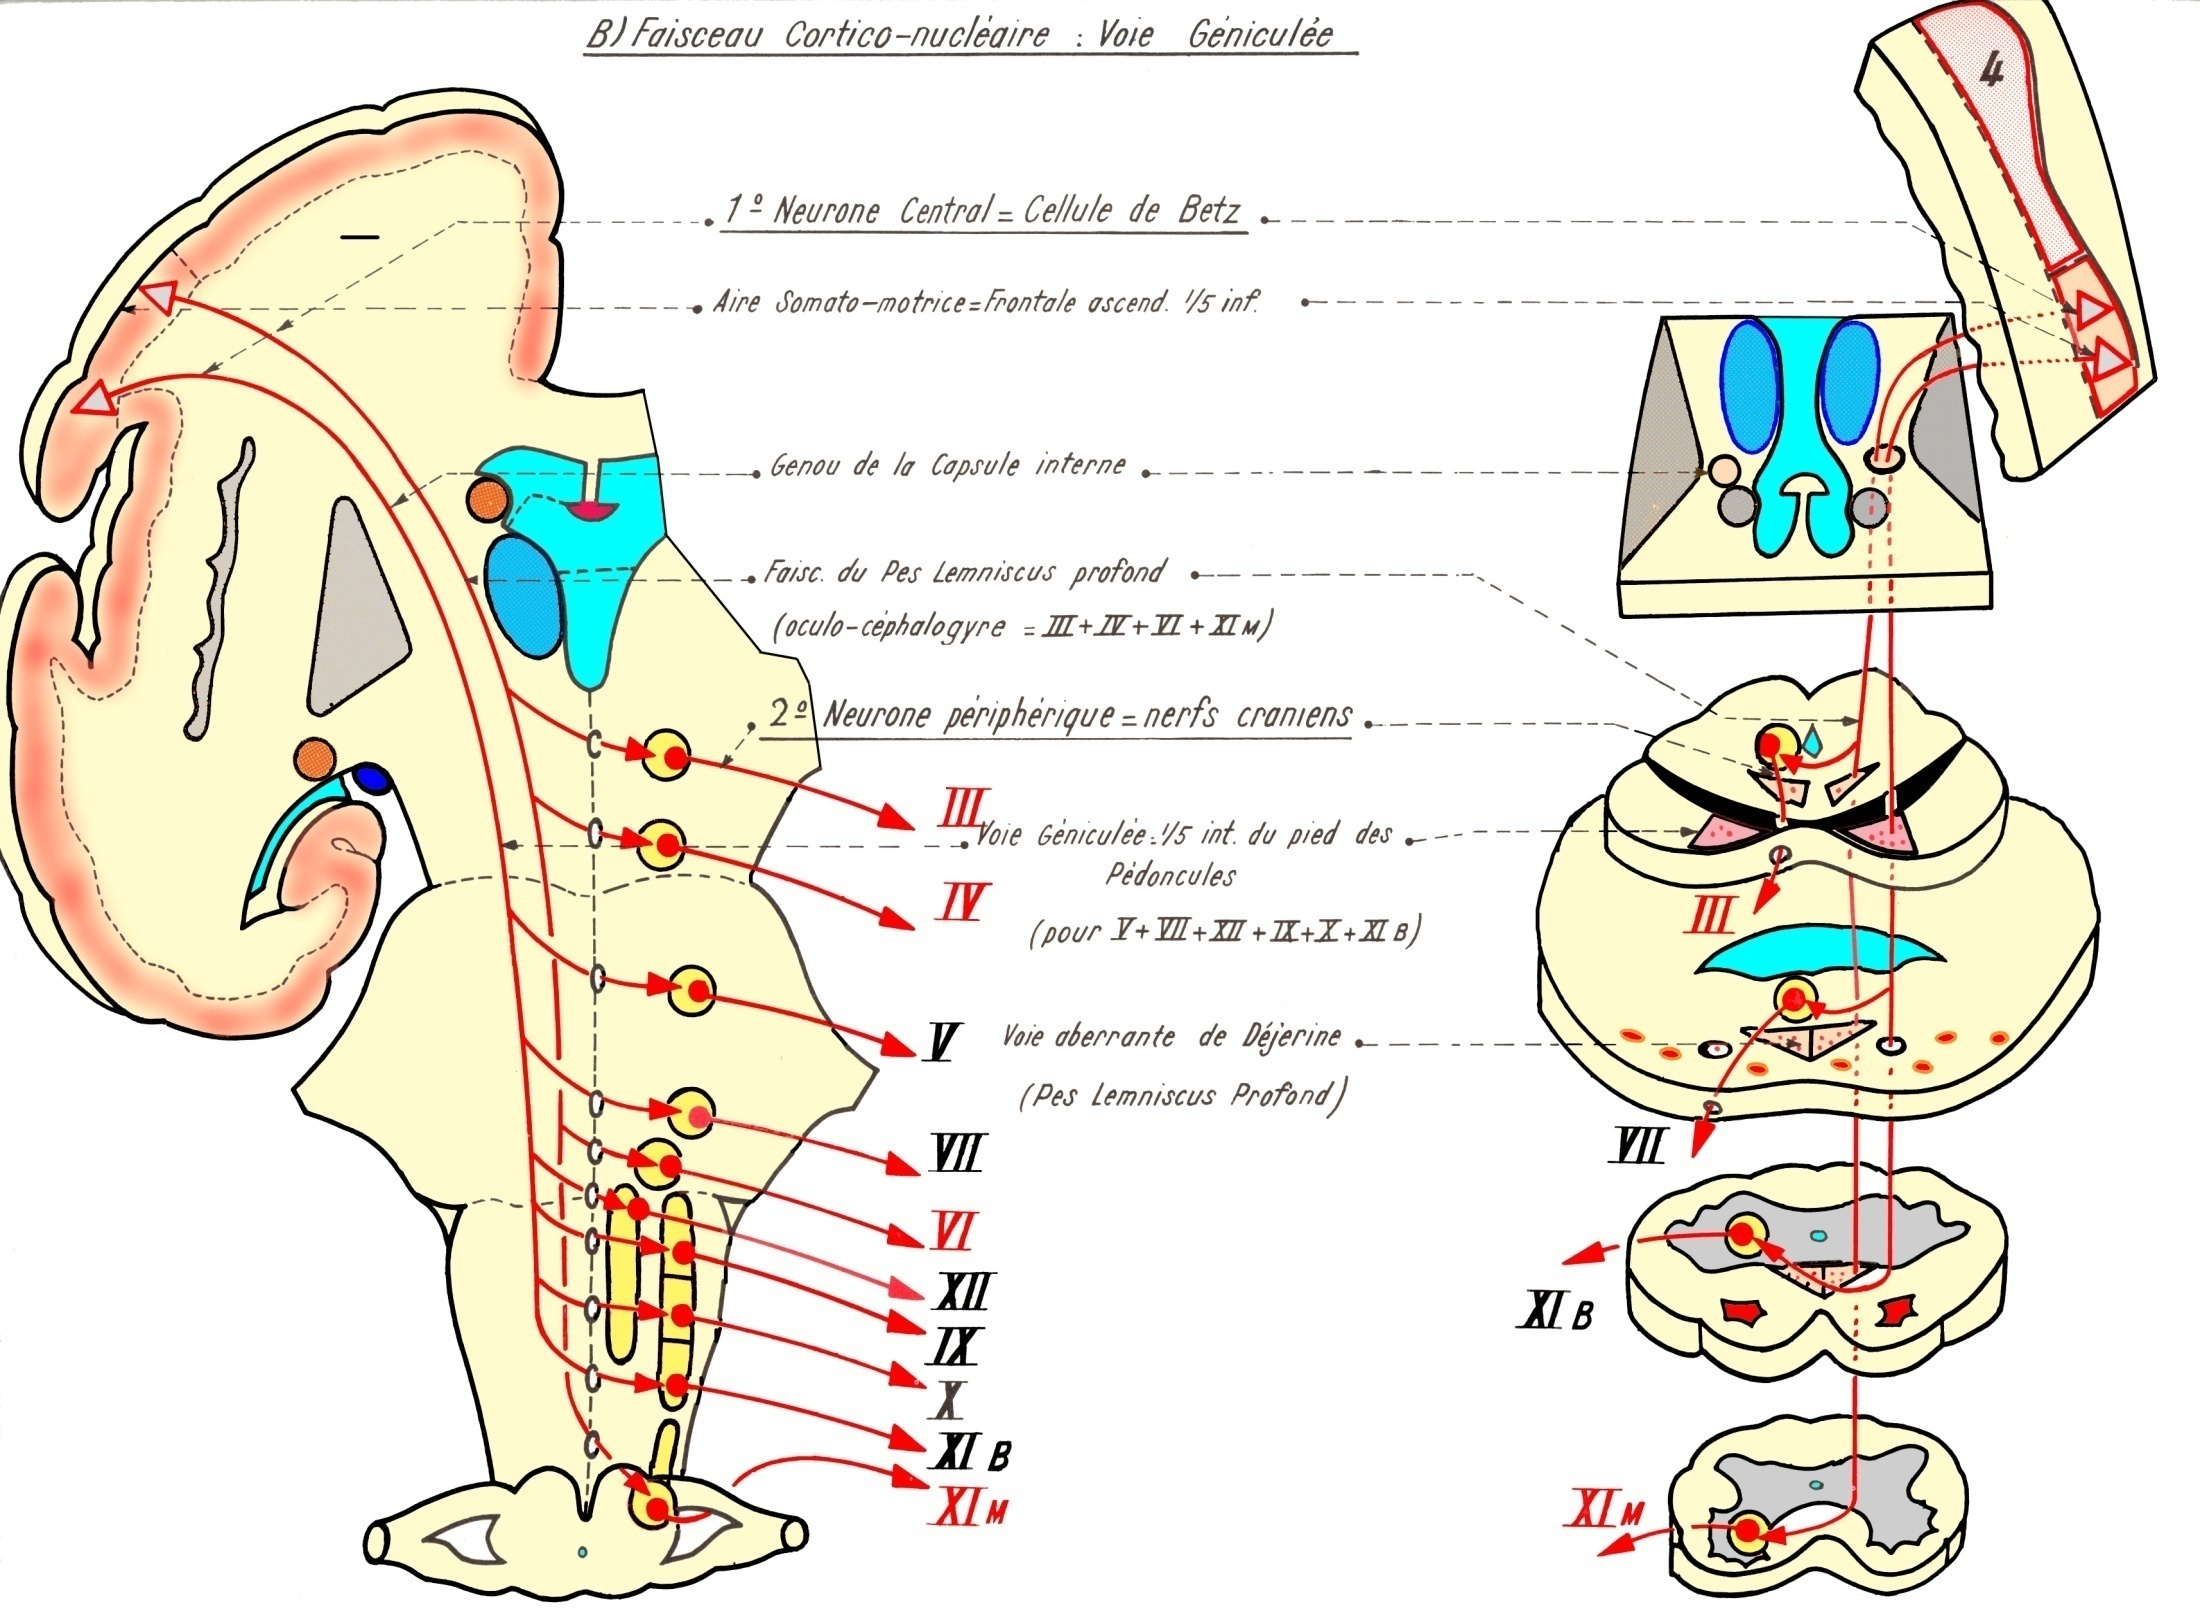 B) Faisceau Cortico-nucléaire : Voie Géniculée
4
1º Neurone Central = Cellule de Betz
Aire Somato-motrice = Frontale ascend. 1/5 inf.
Genou de la Capsule interne
Faisc. du Pes Lemniscus profond
(oculo-céphalogyre = III + IV + VI + XI M)
2º Neurone périphérique = nerfs craniens
III
Voie Géniculée : 1/5 int. du pied des
Pédoncules
(pour V + VII + XII + IX + X + XI B)
IV
III
V
Voie aberrante de Déjerine
(Pes Lemniscus Profond)
VII
VII
VI
XII
IX
X
XI B
XI M
XI B
XI M